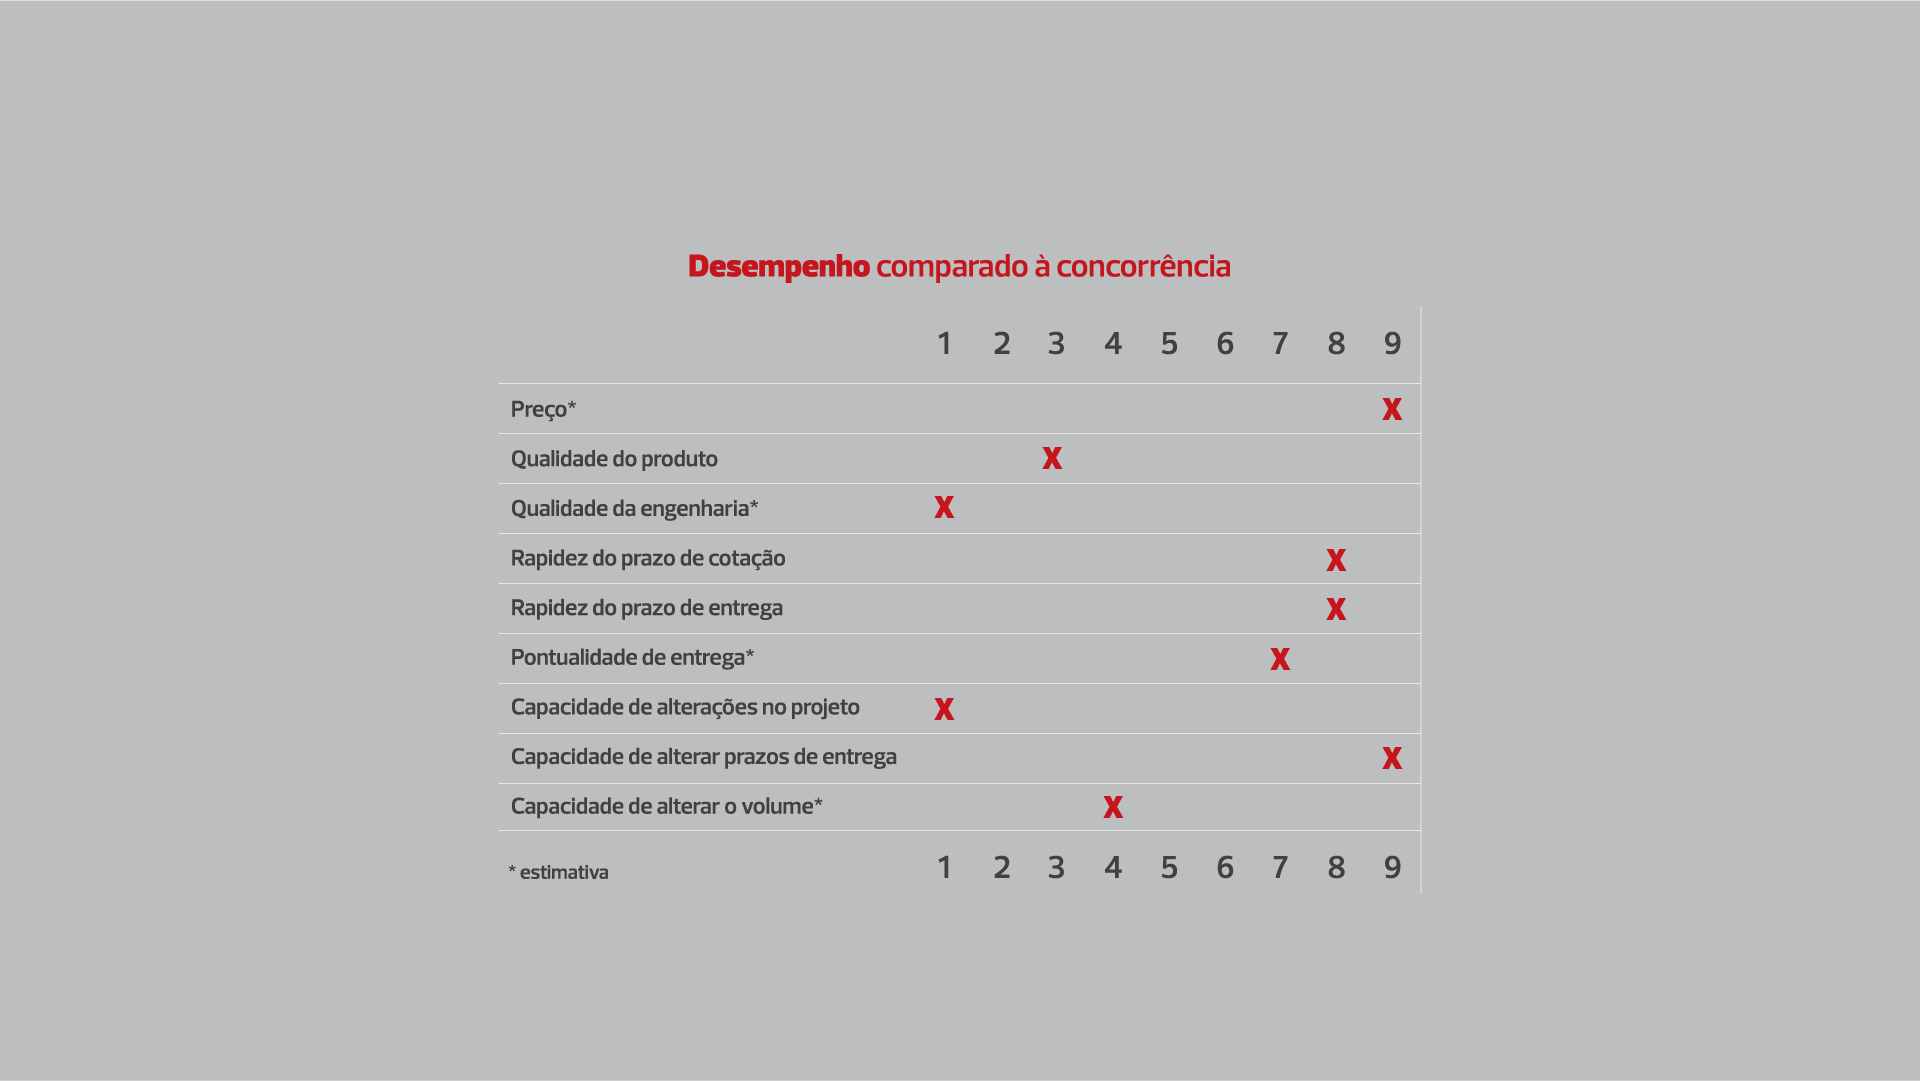 Desempenho comparado à concorrência
1 2 3 4 5 6 7 8 9
Preço* X
Qualidade do produto X
Qualidade da engenharia* X
Rapidez do prazo de cotação X
Rapidez do prazo de entrega X
Pontualidade de entrega* X
Capacidade de alterações no projeto X
Capacidade de alterar prazos de entrega X
Capacidade de alterar o volume* X
* estimativa 1 2 3 4 5 6 7 8 9